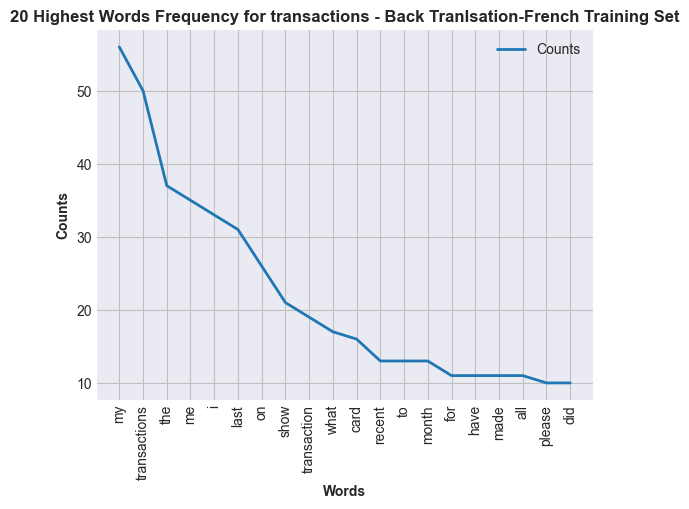 20 Highest Words Frequency for transactions - Back Tranlsation-French Training Set
Counts
50
40
30
20
10
Counts
my
transactions
the
me
i
last
on
show
transaction
what
card
recent
to
month
for
have
made
all
please
did
Words